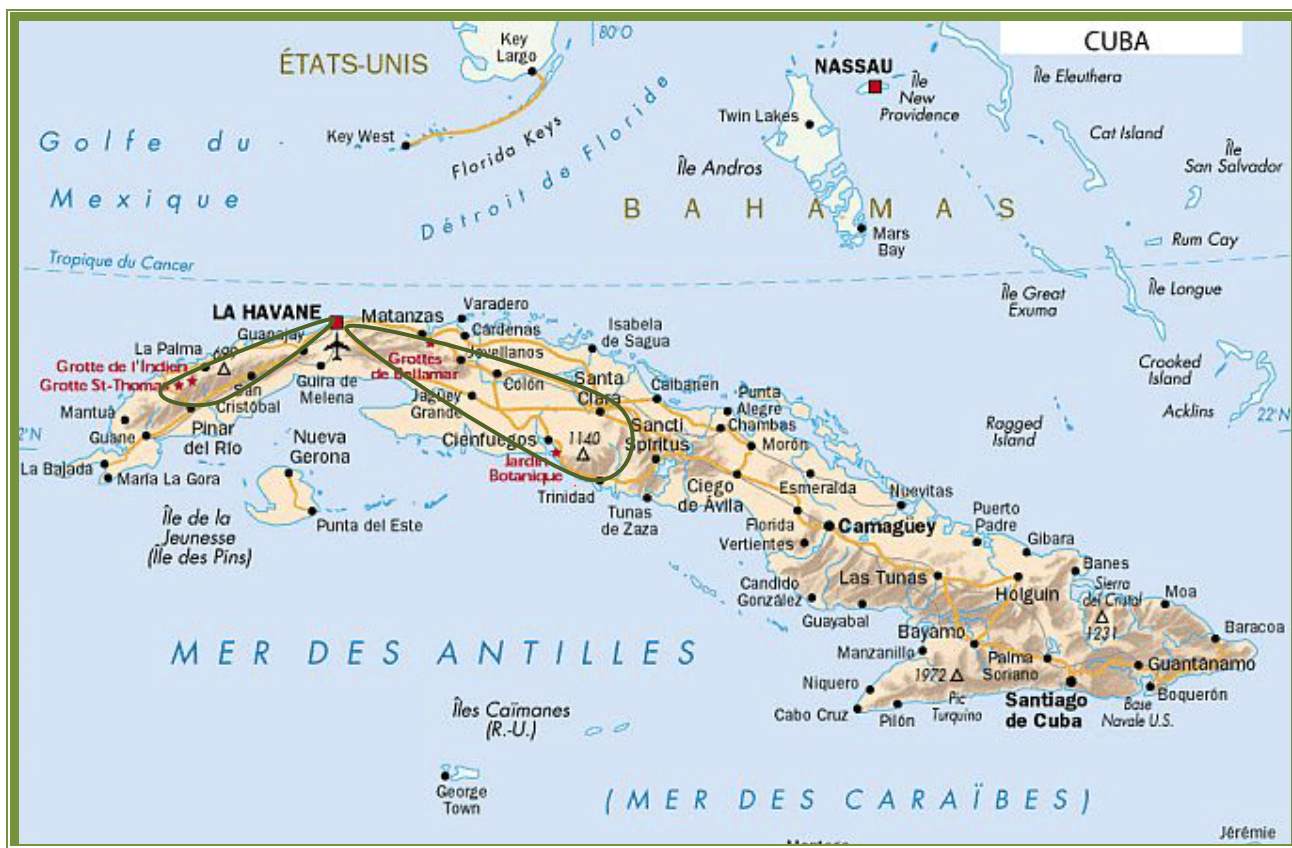 CUBA
80°O
Key
Largo
ÉTATS-UNIS
NASSAU
Île
New
Providence
Île Eleuthera
Twin Lakes
Key West
Florida Keys
Golfe du
Mexique
Cat Island
Île
San Salvador
Île Andros
Détroit de Floride
BAHAMAS
Mars
Bay
Rum Cay
Tropique du Cancer
Île Great
Exuma
Île Longue
LA HAVANE
Matanzas
Varadero
Cárdenas
Isabela
de Sagua
Guanajay
La Palma
Grotte de l'Indien
Grotte St-Thomas
Grottes
de Bellamar
Jovellanos
Colón
Santa
Clara
Caibarien
Crooked
Island
Acklins
22°N
2°N
Guira de
Melena
San
Cristóbal
Jagüey
Grande
Punta
Alegre
Chambas
Ragged
Island
Mantua
Guane
Pinar
del Río
Nueva
Gerona
Cienfuegos
1140
Sancti
Spiritus
Morón
La Bajada
María La Gora
Jardin
Botanique
Trinidad
Tunas
de Zaza
Ciego
de Ávila
Esmeralda
Nuevitas
Île de la
Jeunesse
(Île des Pins)
Punta del Este
Florida
Vertientes
Camagüey
Puerto
Padre
Gibara
Banes
Candido
González
Las Tunas
Holguin
Sierra
del Cristal
1231
Moa
Guayabal
Bayamo
Manzanillo
Baracoa
MER DES ANTILLES
Niquero
1972
Palma
Soriano
Guantánamo
Cabo Cruz
Pilón
Pic
Turquino
Santiago
de Cuba
Base
Navale U.S.
Boquerón
Îles Caïmanes
(R.-U.)
George
Town
(MER DES CARAÏBES)
Jérémie